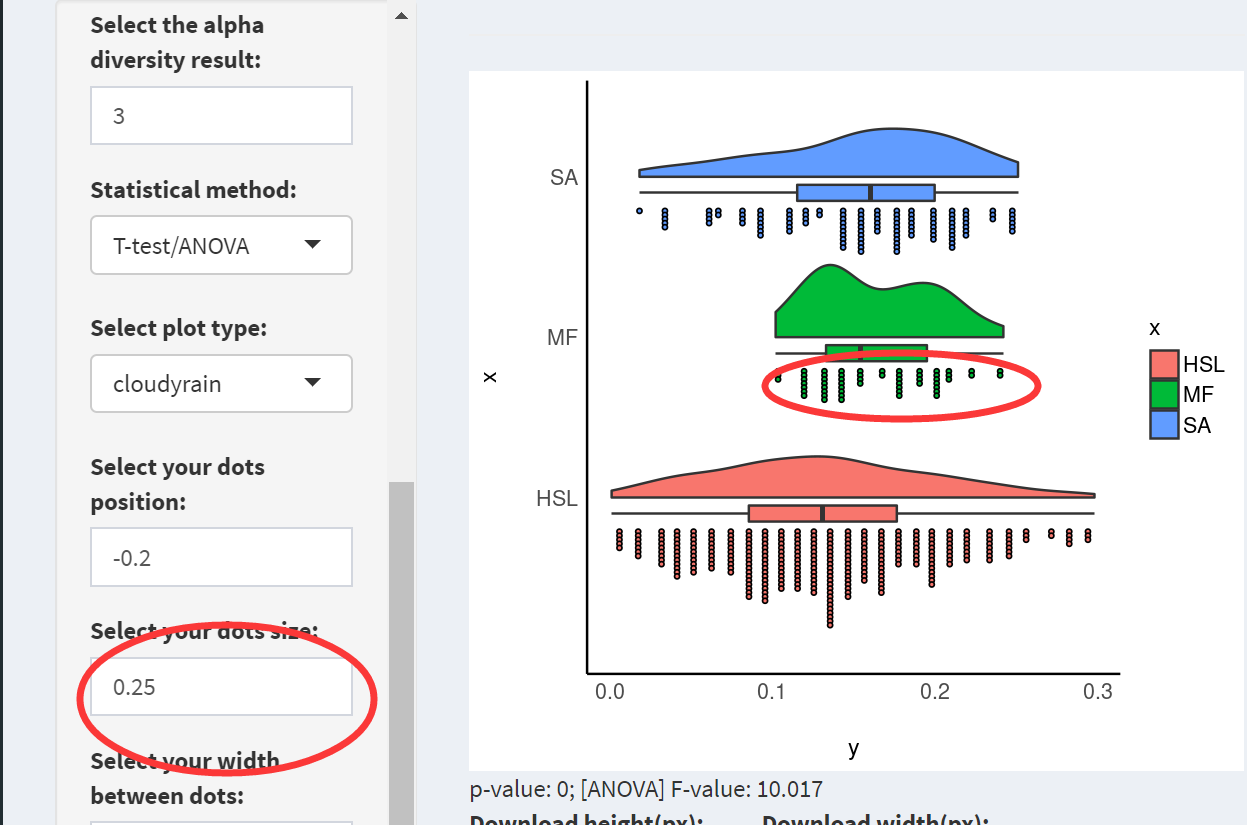 Select the alpha
diversity result:
3
Statistical method:
T-test/ANOVA
Select plot type:
cloudyrain
Select your dots
position:
-0.2
Select your dots size:
0.25
Select your width
between dots:
SA
MF
HSL
x
0.0 0.1 0.2 0.3
y
x
HSL
MF
SA
p-value: 0; [ANOVA] F-value: 10.017
Download height(px): Download width(px):